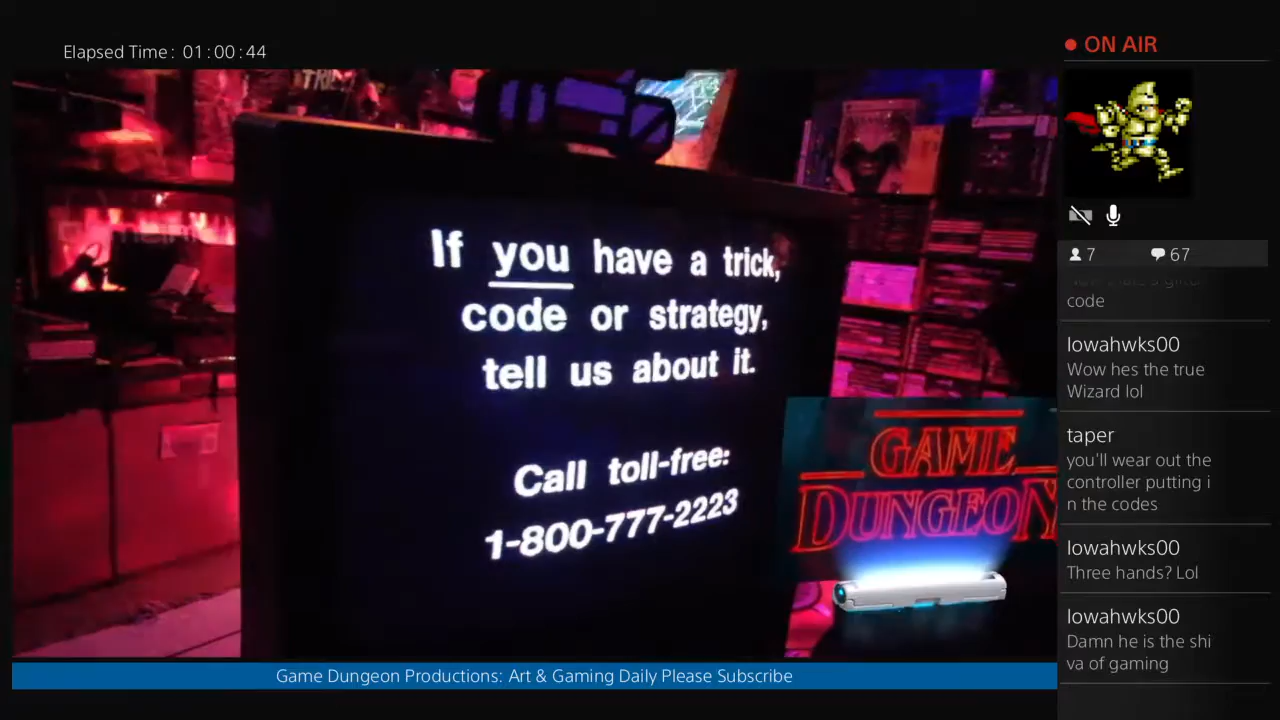 Elapsed Time: 01:00:44
ON AIR
If you have a trick,
code or strategy,
tell us about it.
Call toll-free:
1-800-777-2223
GAME
DUNGEON
7
67
code
Iowahwks00
Wow hes the true
Wizard lol
taper
you'll wear out the
controller putting i
n the codes
Iowahwks00
Three hands? Lol
Iowahwks00
Damn he is the shi
va of gaming
Game Dungeon Productions: Art & Gaming Daily Please Subscribe